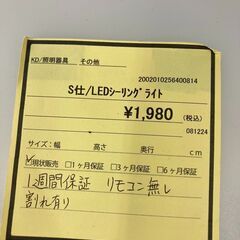 KD/照明器具 その他
2002010256400814
S仕/LEDシーリングライト
¥1,980 (税込)
081224
サイズ:幅 高さ 奥行 cm
☑現状販売 □1ヶ月保証 □3ヶ月保証 □6ヶ月保証
1週間保証 リモコン無し
割れ有り